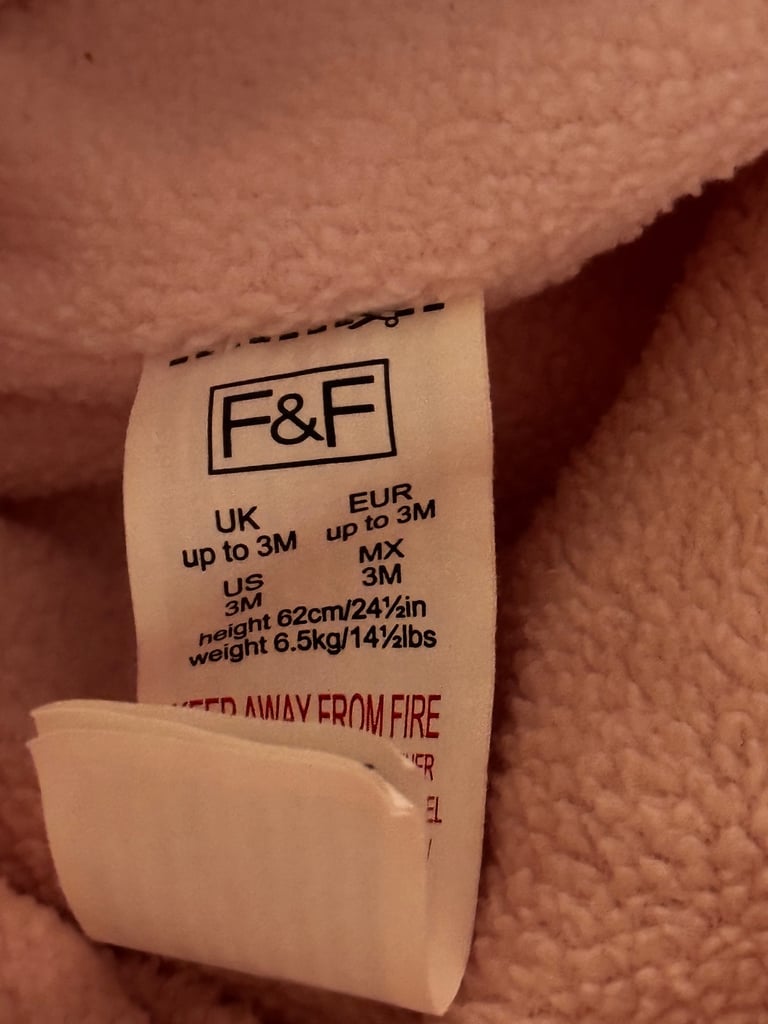 F&F
UK
up to 3M
EUR
up to 3M
US
3M
MX
3M
height 62cm/24½in
weight 6.5kg/14½lbs
KEEP AWAY FROM FIRE